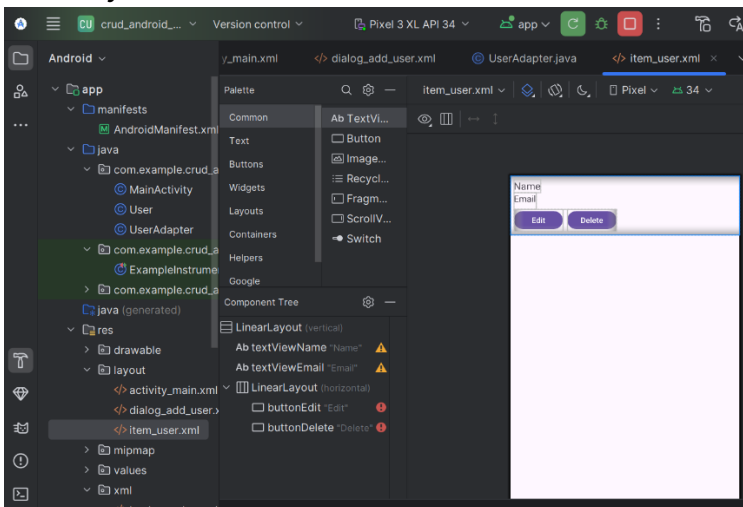 CU crud_android_... Version control Pixel 3 XL API 34 app
Android
y_main.xml dialog_add_user.xml UserAdapter.java item_user.xml
app
manifests
AndroidManifest.xml
java
com.example.crud_a
MainActivity
User
UserAdapter
com.example.crud_a
ExampleInstrume
com.example.crud_a
java (generated)
res
drawable
layout
activity_main.xml
dialog_add_user.x
item_user.xml
mipmap
values
xml
Palette
Common
Text
Buttons
Widgets
Layouts
Containers
Helpers
Google
Ab TextVi...
Button
Image...
Recycl...
Fragm...
ScrollV...
Switch
Component Tree
LinearLayout (vertical)
Ab textViewName "Name"
Ab textViewEmail "Email"
LinearLayout (horizontal)
buttonEdit "Edit"
buttonDelete "Delete"
item_user.xml Pixel 34
Name
Email
Edit Delete